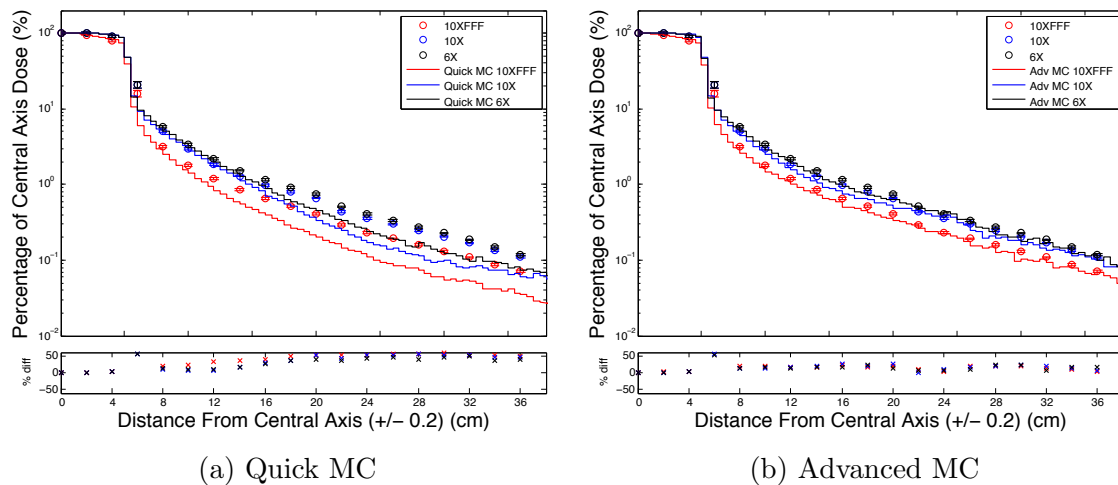 Percentage of Central Axis Dose (%)
10²
10¹
10⁰
10⁻¹
10⁻²
10XFFF
10X
6X
Quick MC 10XFFF
Quick MC 10X
Quick MC 6X
% diff
50
0
−50
0 4 8 12 16 20 24 28 32 36
Distance From Central Axis (+/− 0.2) (cm)
(a) Quick MC
Percentage of Central Axis Dose (%)
10²
10¹
10⁰
10⁻¹
10⁻²
10XFFF
10X
6X
Adv MC 10XFFF
Adv MC 10X
Adv MC 6X
% diff
50
0
−50
0 4 8 12 16 20 24 28 32 36
Distance From Central Axis (+/− 0.2) (cm)
(b) Advanced MC